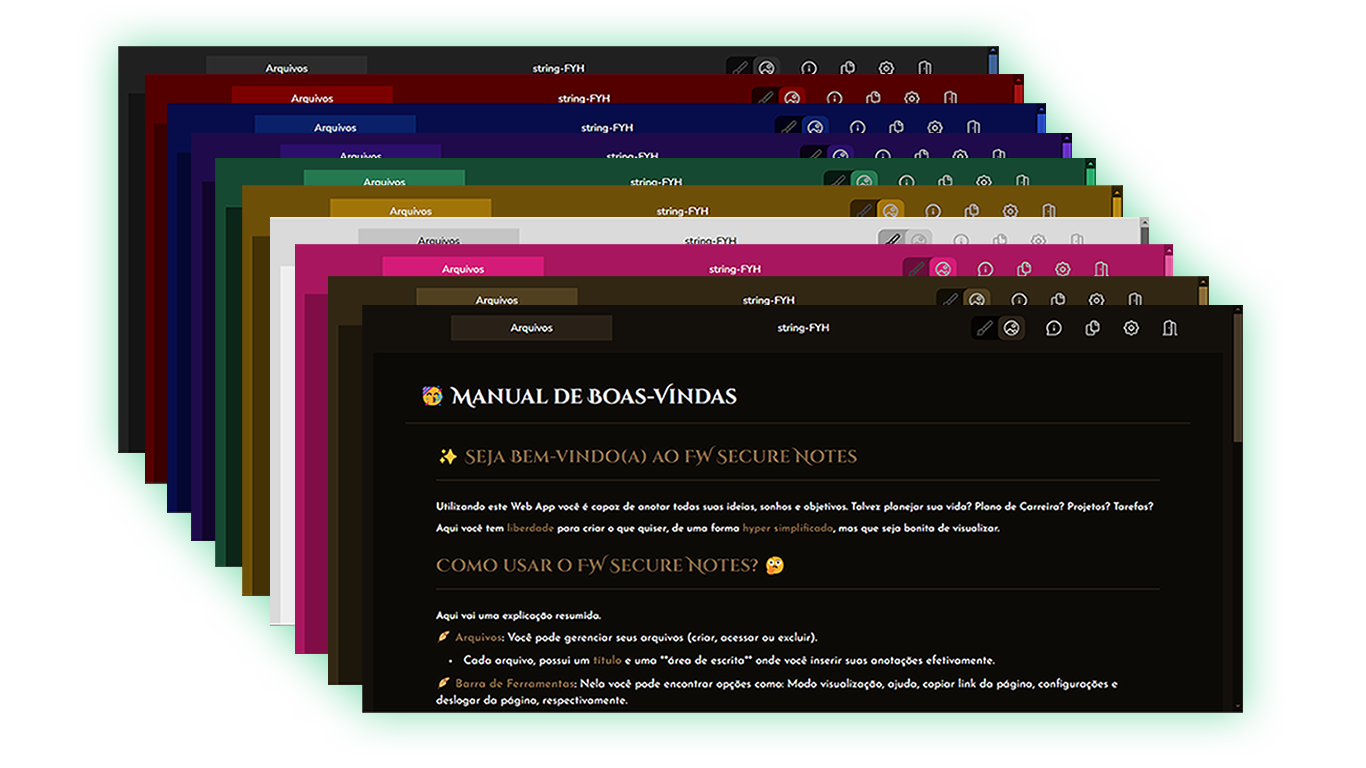 Arquivos string-FYH
Arquivos string-FYH
Arquivos string-FYH
Arquivos string-FYH
Arquivos string-FYH
Arquivos string-FYH
Arquivos string-FYH
Arquivos string-FYH
Arquivos string-FYH
Arquivos string-FYH
🥳 Manual de Boas-Vindas
✨ Seja bem-vindo(a) ao FW Secure Notes
Utilizando este Web App você é capaz de anotar todas suas ideias, sonhos e objetivos. Talvez planejar sua vida? Plano de Carreira? Projetos? Tarefas?
Aqui você tem liberdade para criar o que quiser, de uma forma hyper simplificada, mas que seja bonita de visualizar.
Como usar o FW Secure Notes? 🤔
Aqui vai uma explicação resumida.
🪶 Arquivos: Você pode gerenciar seus arquivos (criar, acessar ou excluir).
• Cada arquivo, possui um título e uma **área de escrita** onde você inserir suas anotações efetivamente.
🪶 Barra de Ferramentas: Nela você pode encontrar opções como: Modo visualização, ajuda, copiar link da página, configurações e
deslogar da página, respectivamente.